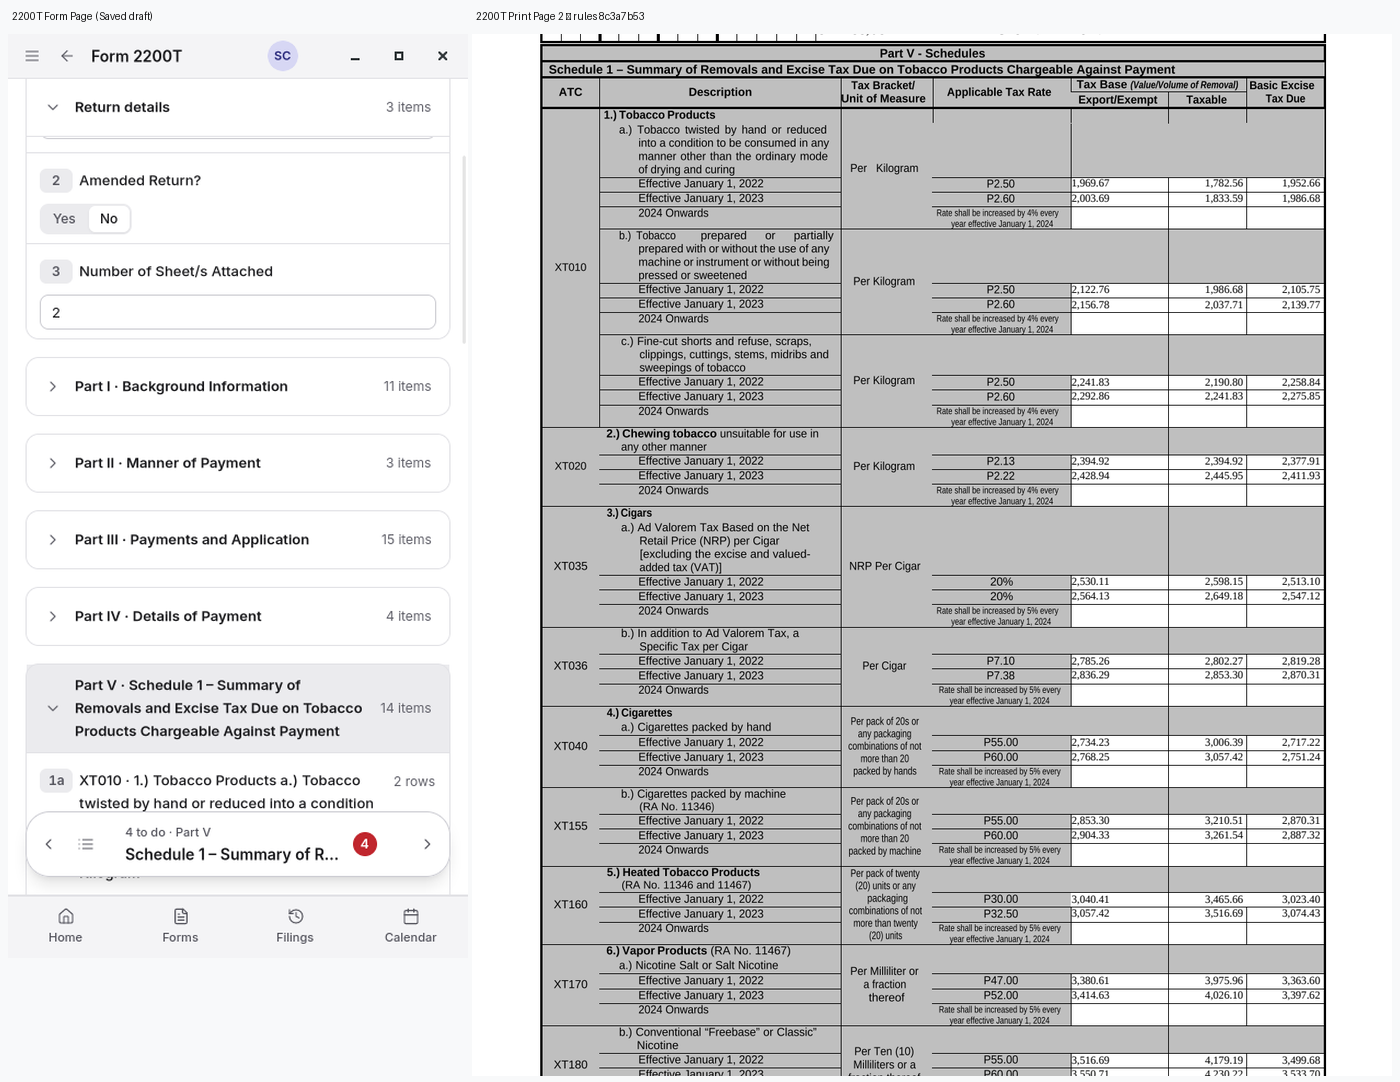 2200T Form Page (Saved draft)
Form 2200T
SC
Return details
3 items
2 Amended Return?
Yes No
3 Number of Sheet/s Attached
2
Part I · Background Information
11 items
Part II · Manner of Payment
3 items
Part III · Payments and Application
15 items
Part IV · Details of Payment
4 items
Part V · Schedule 1 – Summary of
Removals and Excise Tax Due on Tobacco
Products Chargeable Against Payment
14 items
1a XT010 · 1.) Tobacco Products a.) Tobacco
twisted by hand or reduced into a condition
2 rows
4 to do · Part V
Schedule 1 – Summary of R...
4
Home Forms Filings Calendar
2200T Print Page 2 rules8c3a7b53
Part V - Schedules
Schedule 1 – Summary of Removals and Excise Tax Due on Tobacco Products Chargeable Against Payment
ATC
Description
Tax Bracket/
Unit of Measure
Applicable Tax Rate
Tax Base (Value/Volume of Removal)
Export/Exempt Taxable
Basic Excise
Tax Due
XT010
1.) Tobacco Products
a.) Tobacco twisted by hand or reduced
into a condition to be consumed in any
manner other than the ordinary mode
of drying and curing
Per Kilogram
Effective January 1, 2022 P2.50 1,969.67 1,782.56 1,952.66
Effective January 1, 2023 P2.60 2,003.69 1,833.59 1,986.68
2024 Onwards Rate shall be increased by 4% every
year effective January 1, 2024
b.) Tobacco prepared or partially
prepared with or without the use of any
machine or instrument or without being
pressed or sweetened
Per Kilogram
Effective January 1, 2022 P2.50 2,122.76 1,986.68 2,105.75
Effective January 1, 2023 P2.60 2,156.78 2,037.71 2,139.77
2024 Onwards Rate shall be increased by 4% every
year effective January 1, 2024
c.) Fine-cut shorts and refuse, scraps,
clippings, cuttings, stems, midribs and
sweepings of tobacco
Per Kilogram
Effective January 1, 2022 P2.50 2,241.83 2,190.80 2,258.84
Effective January 1, 2023 P2.60 2,292.86 2,241.83 2,275.85
2024 Onwards Rate shall be increased by 4% every
year effective January 1, 2024
XT020
2.) Chewing tobacco unsuitable for use in
any other manner
Per Kilogram
Effective January 1, 2022 P2.13 2,394.92 2,394.92 2,377.91
Effective January 1, 2023 P2.22 2,428.94 2,445.95 2,411.93
2024 Onwards Rate shall be increased by 4% every
year effective January 1, 2024
XT035
3.) Cigars
a.) Ad Valorem Tax Based on the Net
Retail Price (NRP) per Cigar
[excluding the excise and valued-
added tax (VAT)]
NRP Per Cigar
Effective January 1, 2022 20% 2,530.11 2,598.15 2,513.10
Effective January 1, 2023 20% 2,564.13 2,649.18 2,547.12
2024 Onwards Rate shall be increased by 5% every
year effective January 1, 2024
XT036
b.) In addition to Ad Valorem Tax, a
Specific Tax per Cigar
Per Cigar
Effective January 1, 2022 P7.10 2,785.26 2,802.27 2,819.28
Effective January 1, 2023 P7.38 2,836.29 2,853.30 2,870.31
2024 Onwards Rate shall be increased by 5% every
year effective January 1, 2024
XT040
4.) Cigarettes
a.) Cigarettes packed by hand
Per pack of 20s or
any packaging
combinations of not
more than 20
packed by hands
Effective January 1, 2022 P55.00 2,734.23 3,006.39 2,717.22
Effective January 1, 2023 P60.00 2,768.25 3,057.42 2,751.24
2024 Onwards Rate shall be increased by 5% every
year effective January 1, 2024
XT155
b.) Cigarettes packed by machine
(RA No. 11346)
Per pack of 20s or
any packaging
combinations of not
more than 20
packed by machine
Effective January 1, 2022 P55.00 2,853.30 3,210.51 2,870.31
Effective January 1, 2023 P60.00 2,904.33 3,261.54 2,887.32
2024 Onwards Rate shall be increased by 5% every
year effective January 1, 2024
XT160
5.) Heated Tobacco Products
(RA No. 11346 and 11467)
Per pack of twenty
(20) units or any
packaging
combinations of not
more than twenty
(20) units
Effective January 1, 2022 P30.00 3,040.41 3,465.66 3,023.40
Effective January 1, 2023 P32.50 3,057.42 3,516.69 3,074.43
2024 Onwards Rate shall be increased by 5% every
year effective January 1, 2024
XT170
6.) Vapor Products (RA No. 11467)
a.) Nicotine Salt or Salt Nicotine
Per Milliliter or
a fraction
thereof
Effective January 1, 2022 P47.00 3,380.61 3,975.96 3,363.60
Effective January 1, 2023 P52.00 3,414.63 4,026.10 3,397.62
2024 Onwards Rate shall be increased by 5% every
year effective January 1, 2024
XT180
b.) Conventional “Freebase” or Classic”
Nicotine
Per Ten (10)
Milliliters or a
fraction thereof
Effective January 1, 2022 P55.00 3,516.69 4,179.19 3,499.68
Effective January 1, 2023 P60.00 3,550.71 4,230.22 3,533.70